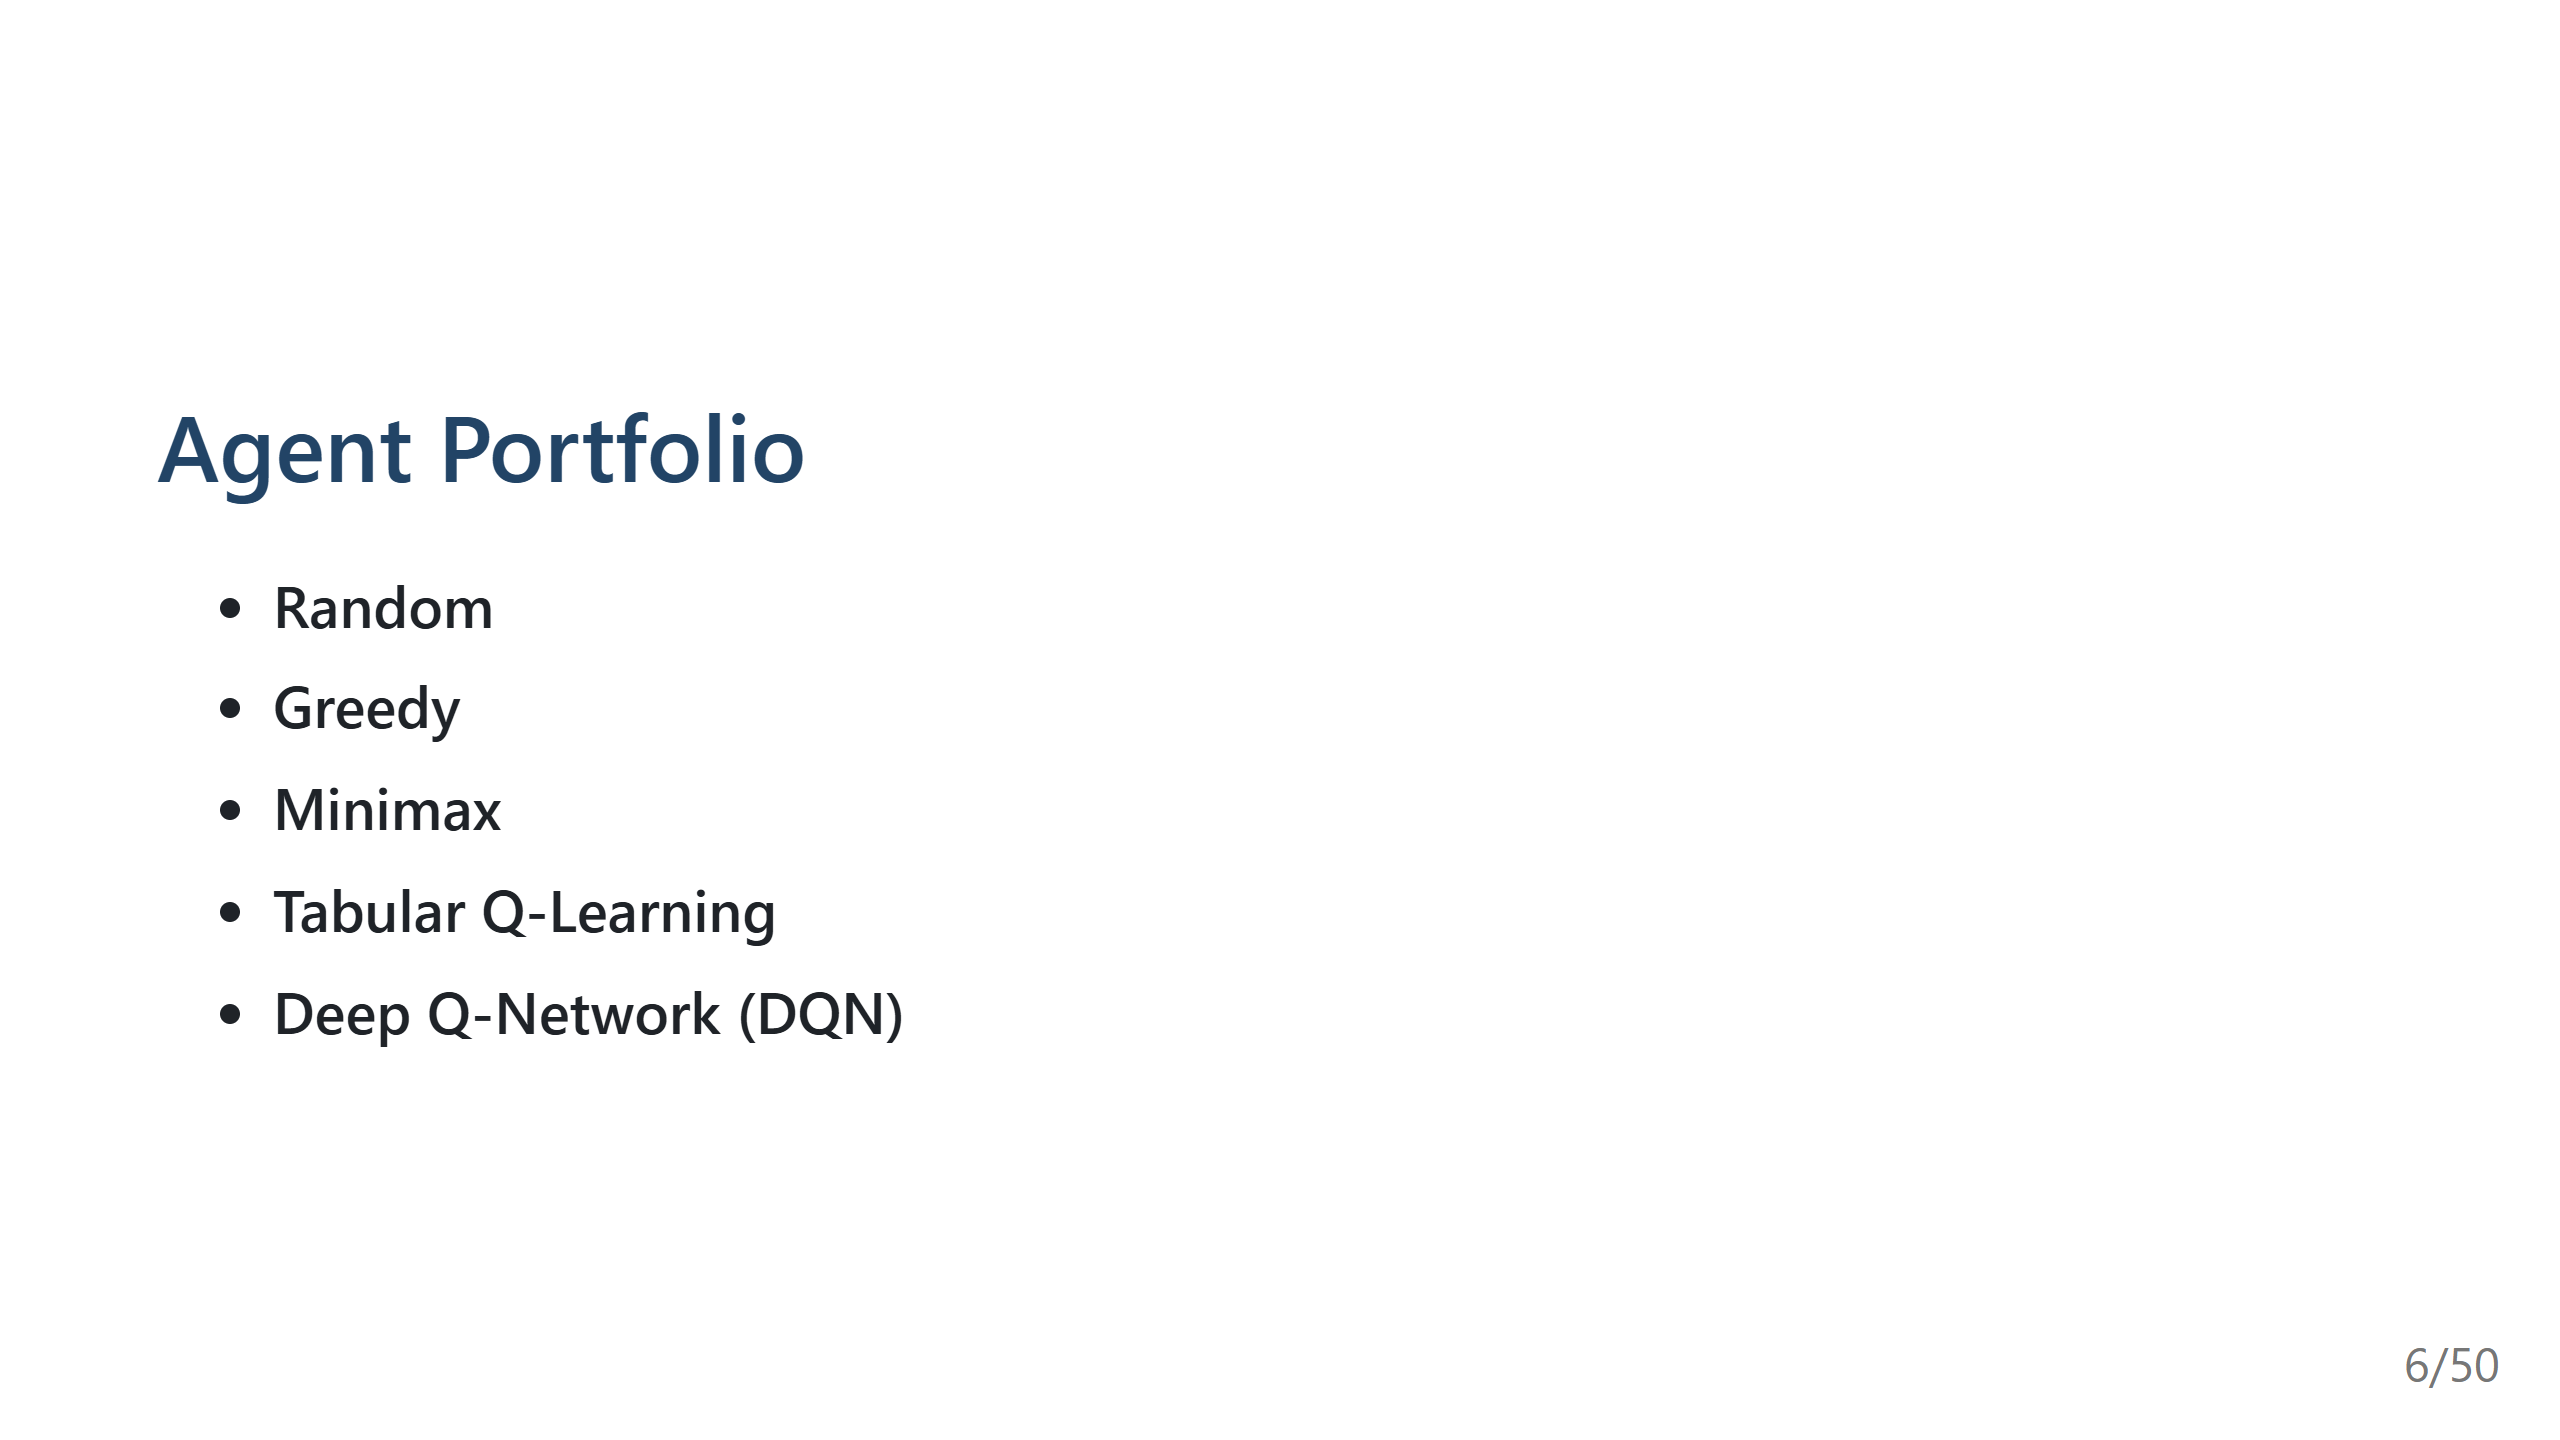 Agent Portfolio
• Random
• Greedy
• Minimax
• Tabular Q-Learning
• Deep Q-Network (DQN)
6/50